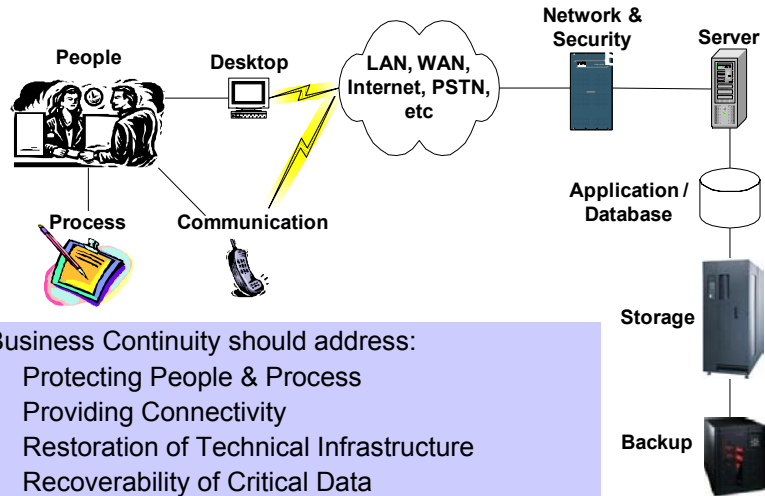 Network &
Security
Server
People
Desktop
LAN, WAN,
Internet, PSTN,
etc
Application /
Database
Process
Communication
Storage
Business Continuity should address:
Protecting People & Process
Providing Connectivity
Restoration of Technical Infrastructure
Recoverability of Critical Data
Backup